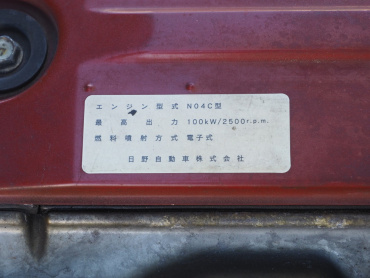 エンジン型式 N04C型
最高出力 100kW/2500r.p.m.
燃料噴射方式 電子式
日野自動車株式会社